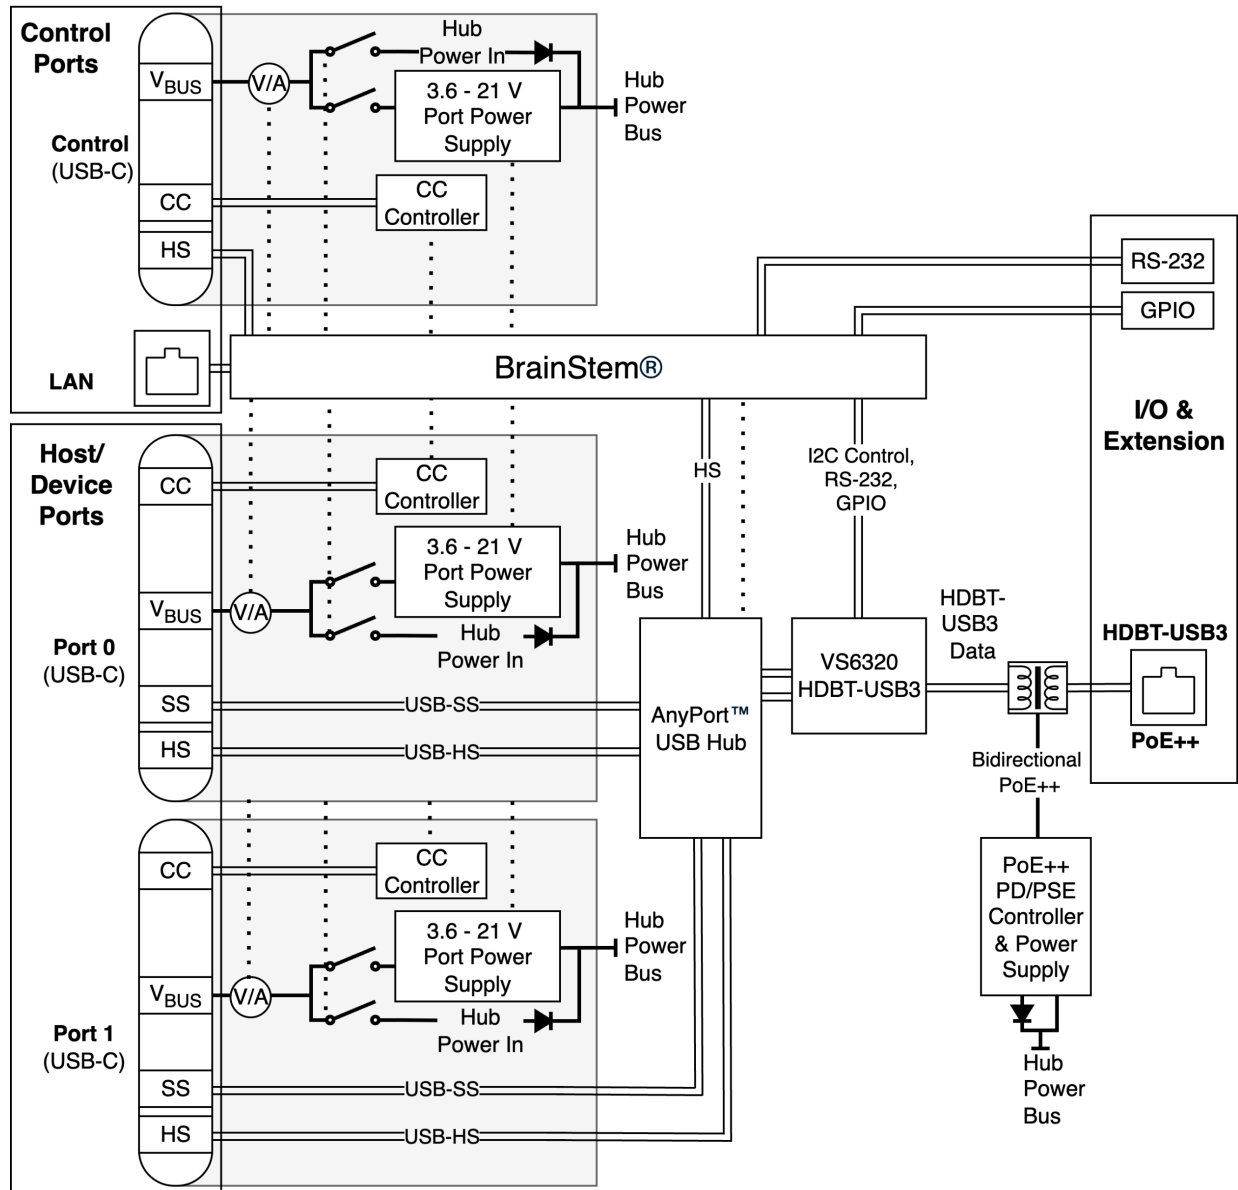 Control
Ports
VBUS
V/A
Hub
Power In
3.6 - 21 V
Port Power
Supply
Hub
Power
Bus
Control
(USB-C)
CC
CC
Controller
HS
LAN
BrainStem®
RS-232
GPIO
I/O &
Extension
Host/
Device
Ports
CC
CC
Controller
HS
I2C Control,
RS-232,
GPIO
3.6 - 21 V
Port Power
Supply
Hub
Power
Bus
VBUS
V/A
Hub
Power In
Port 0
(USB-C)
SS
USB-SS
HS
USB-HS
AnyPort™
USB Hub
VS6320
HDBT-USB3
HDBT-
USB3
Data
HDBT-USB3
PoE++
Bidirectional
PoE++
PoE++
PD/PSE
Controller
& Power
Supply
Hub
Power
Bus
CC
CC
Controller
3.6 - 21 V
Port Power
Supply
Hub
Power
Bus
VBUS
V/A
Hub
Power In
Port 1
(USB-C)
SS
USB-SS
HS
USB-HS